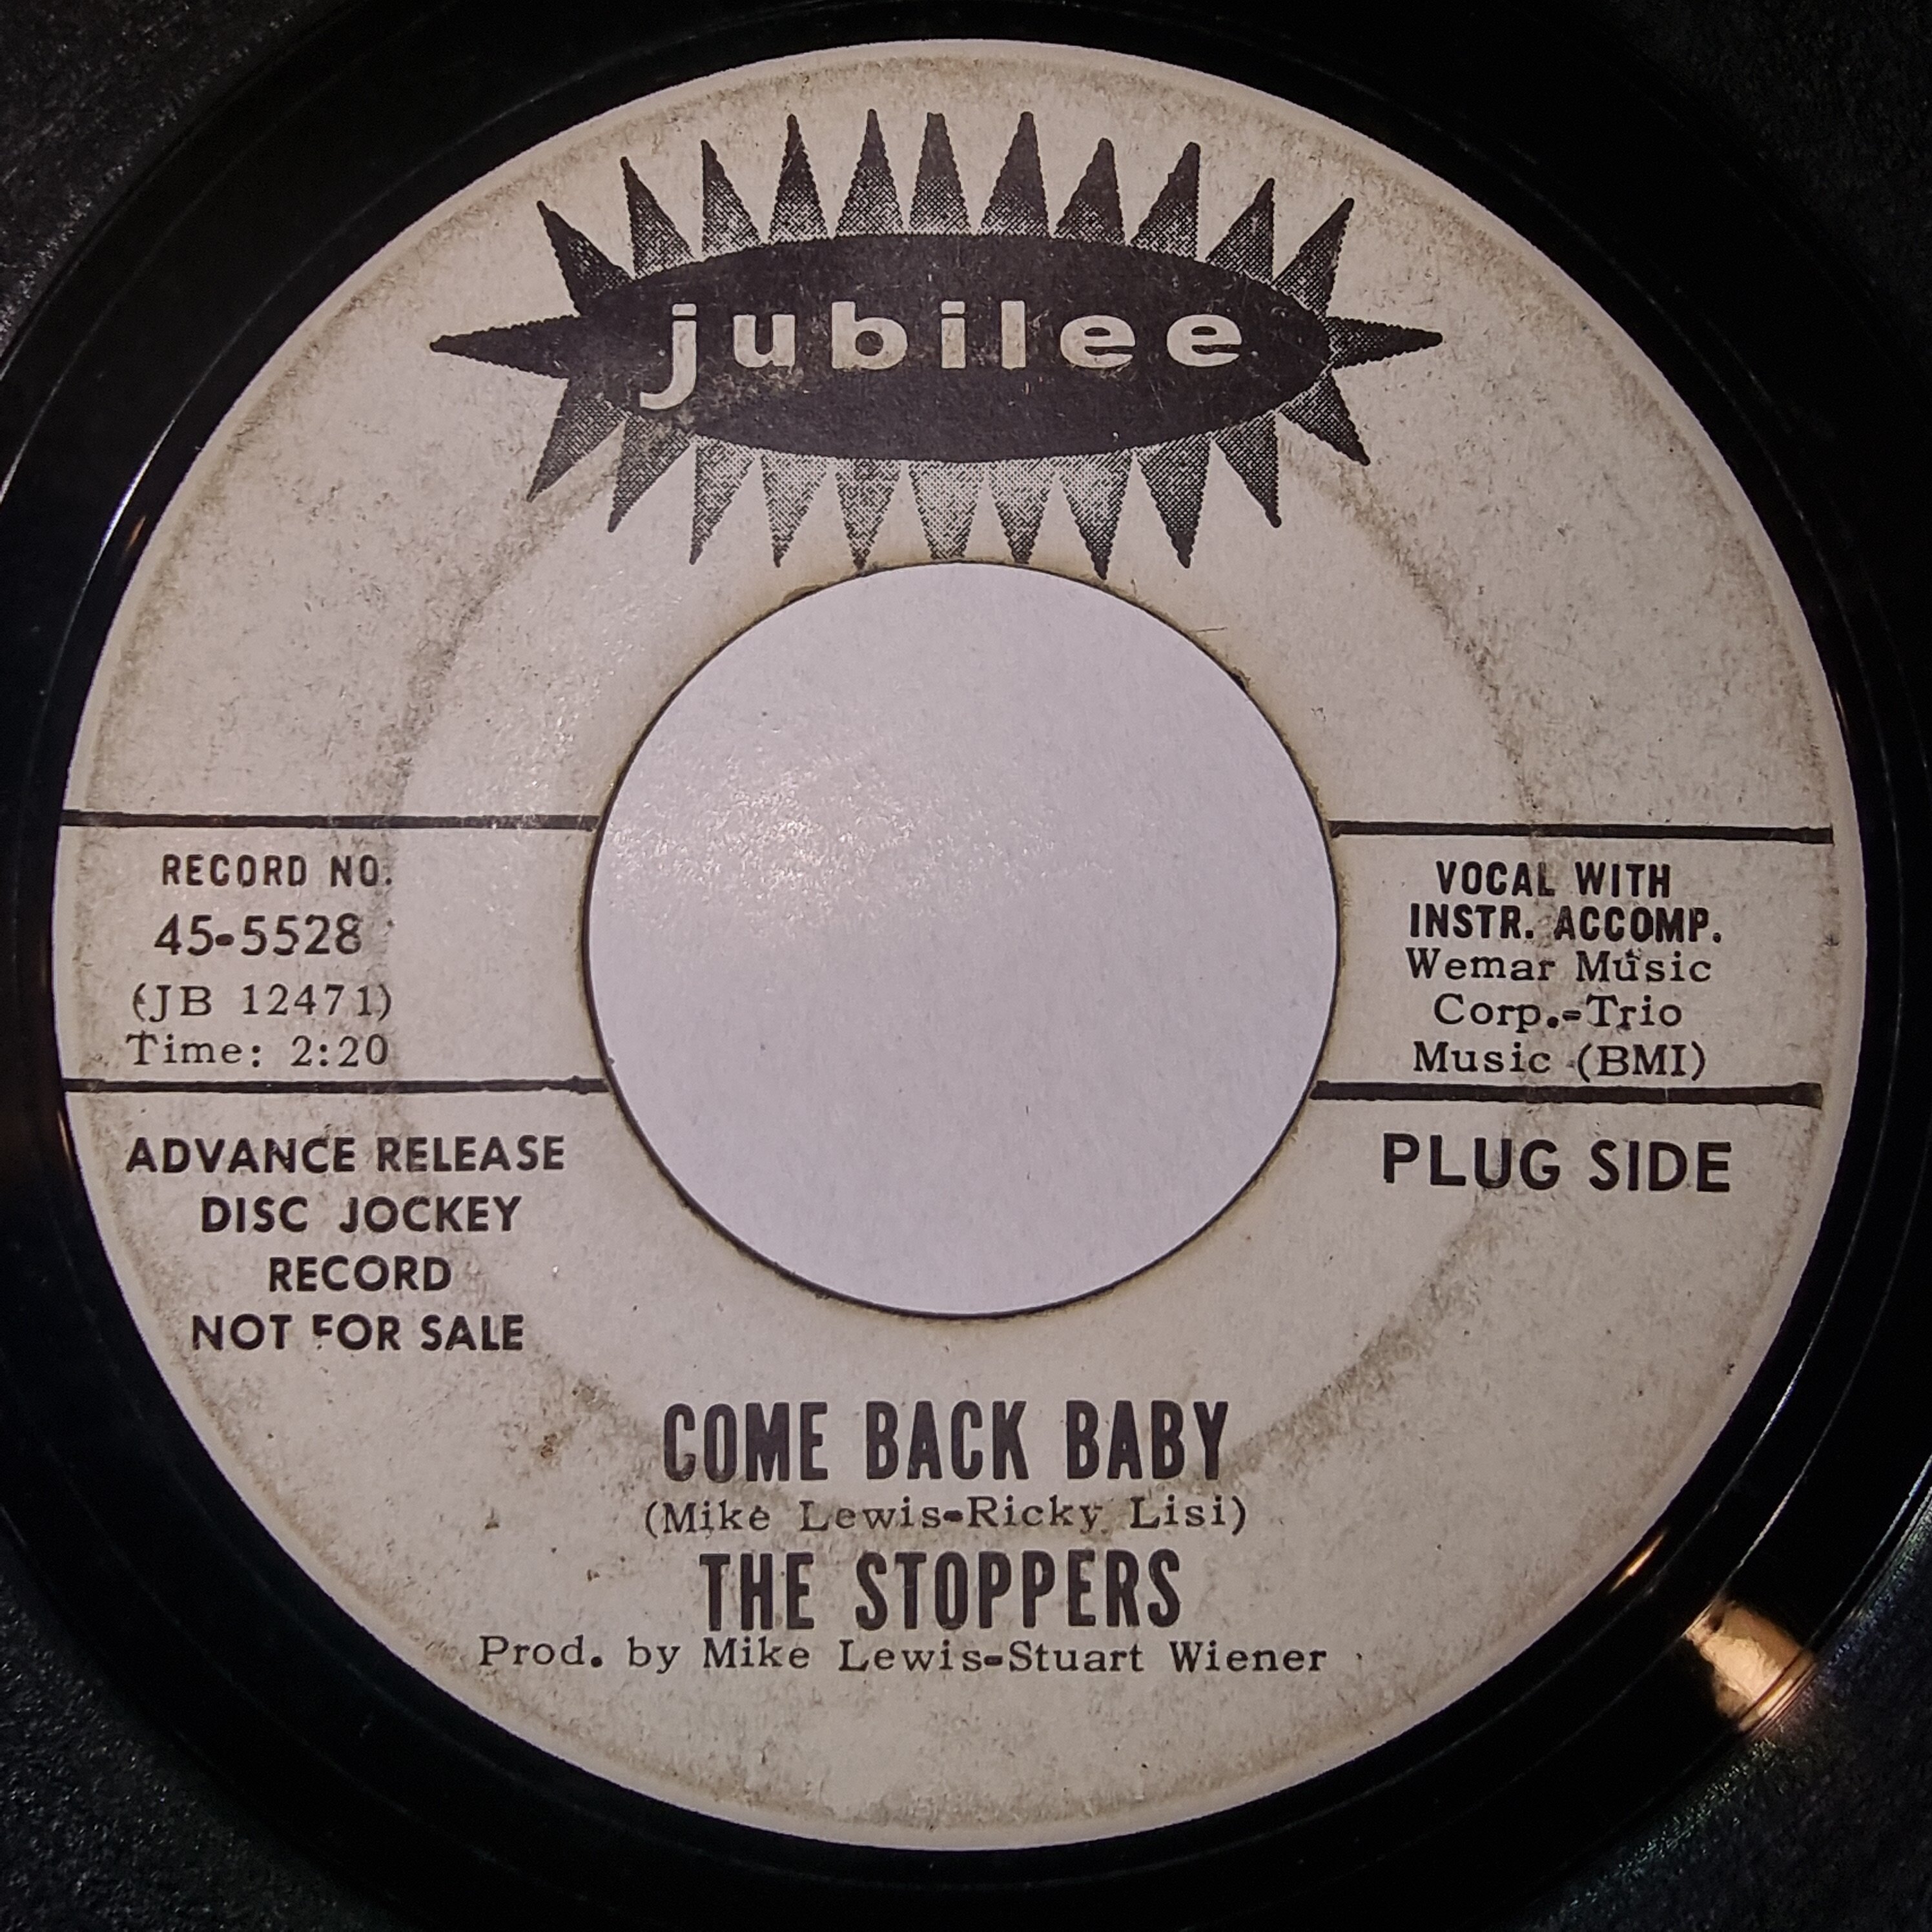 jubilee
RECORD NO.
45-5528
(JB 12471)
Time: 2:20
VOCAL WITH
INSTR. ACCOMP.
Wemar Music
Corp.-Trio
Music (BMI)
ADVANCE RELEASE
DISC JOCKEY
RECORD
NOT FOR SALE
PLUG SIDE
COME BACK BABY
(Mike Lewis-Ricky Lisi)
THE STOPPERS
Prod. by Mike Lewis-Stuart Wiener